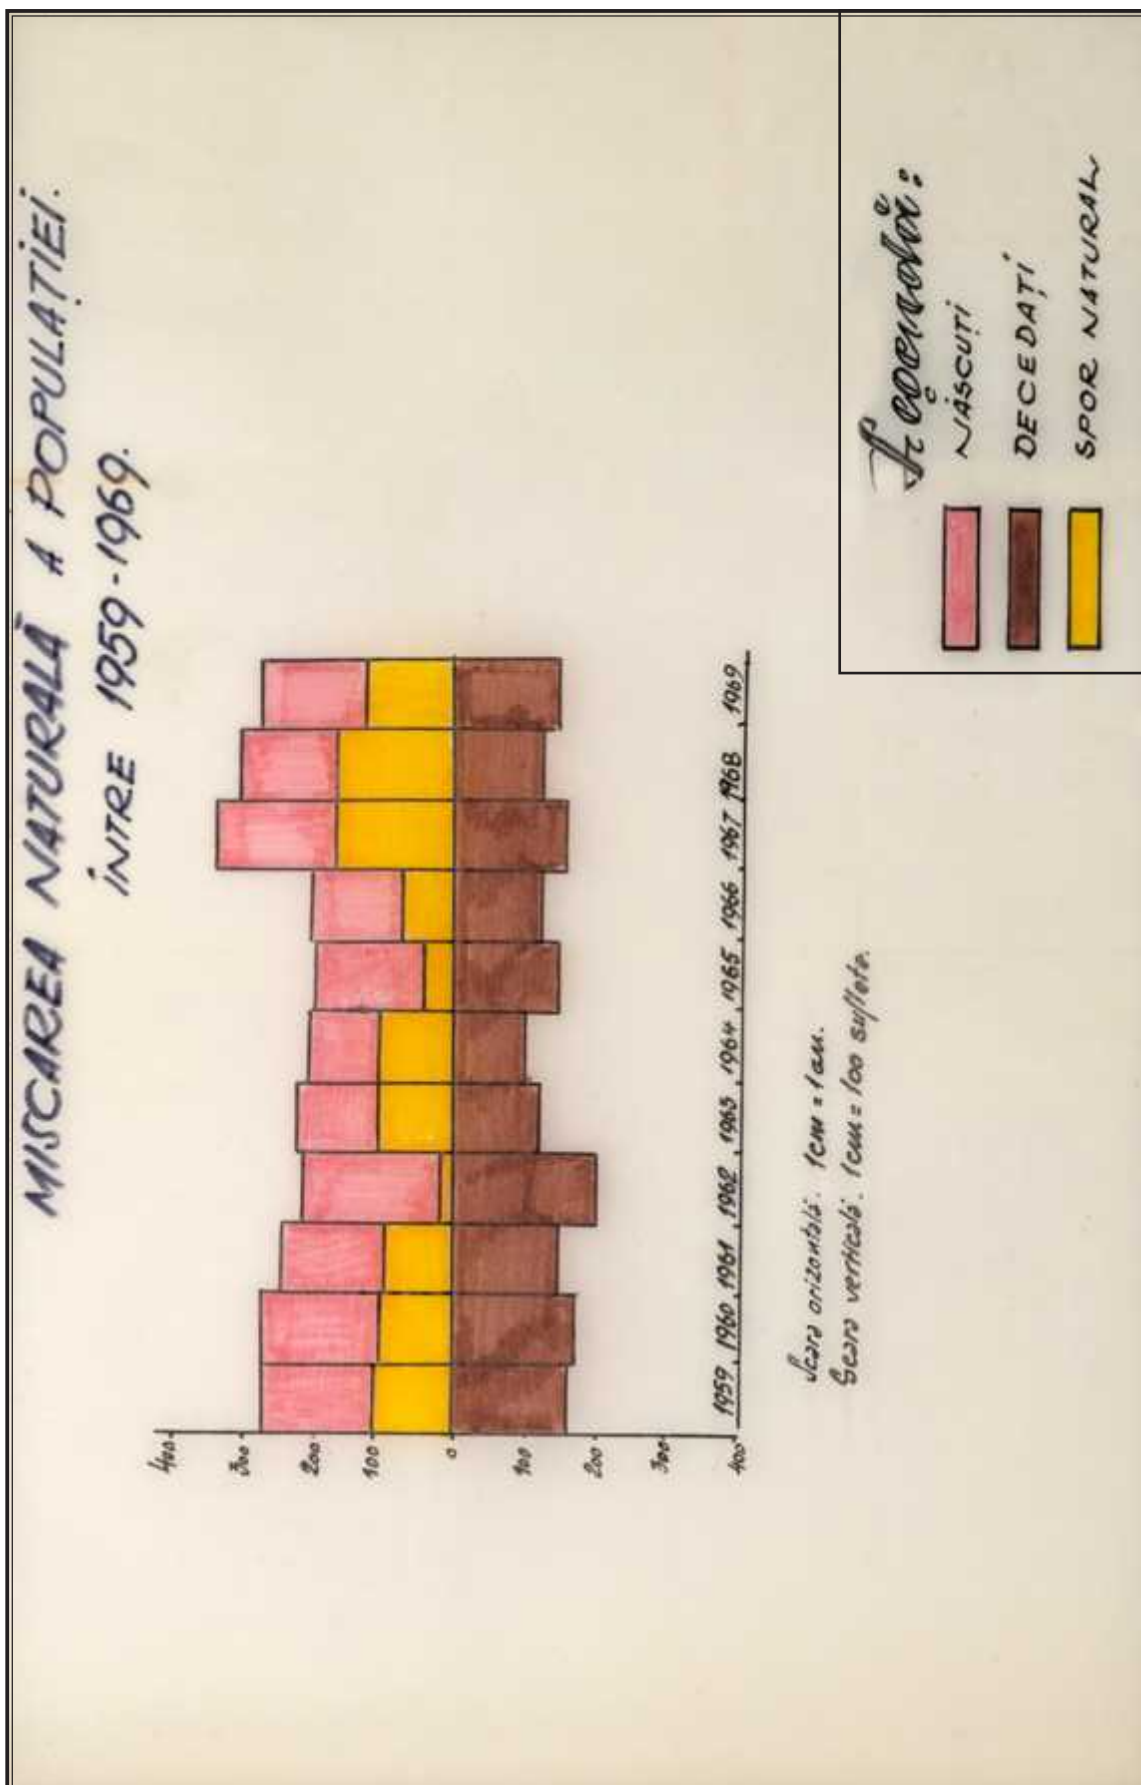 MIȘCAREA NATURALĂ A POPULAȚIEI.
ÎNTRE 1959-1969.
400
300
200
100
0
100
200
300
400
1959 1960 1961 1962 1963 1964 1965 1966 1967 1968 1969
Scara orizontală. 1cm = 1 an.
Scara verticală. 1cm = 100 suflete.
Legendă:
NĂSCUȚI
DECEDAȚI
SPOR NATURAL